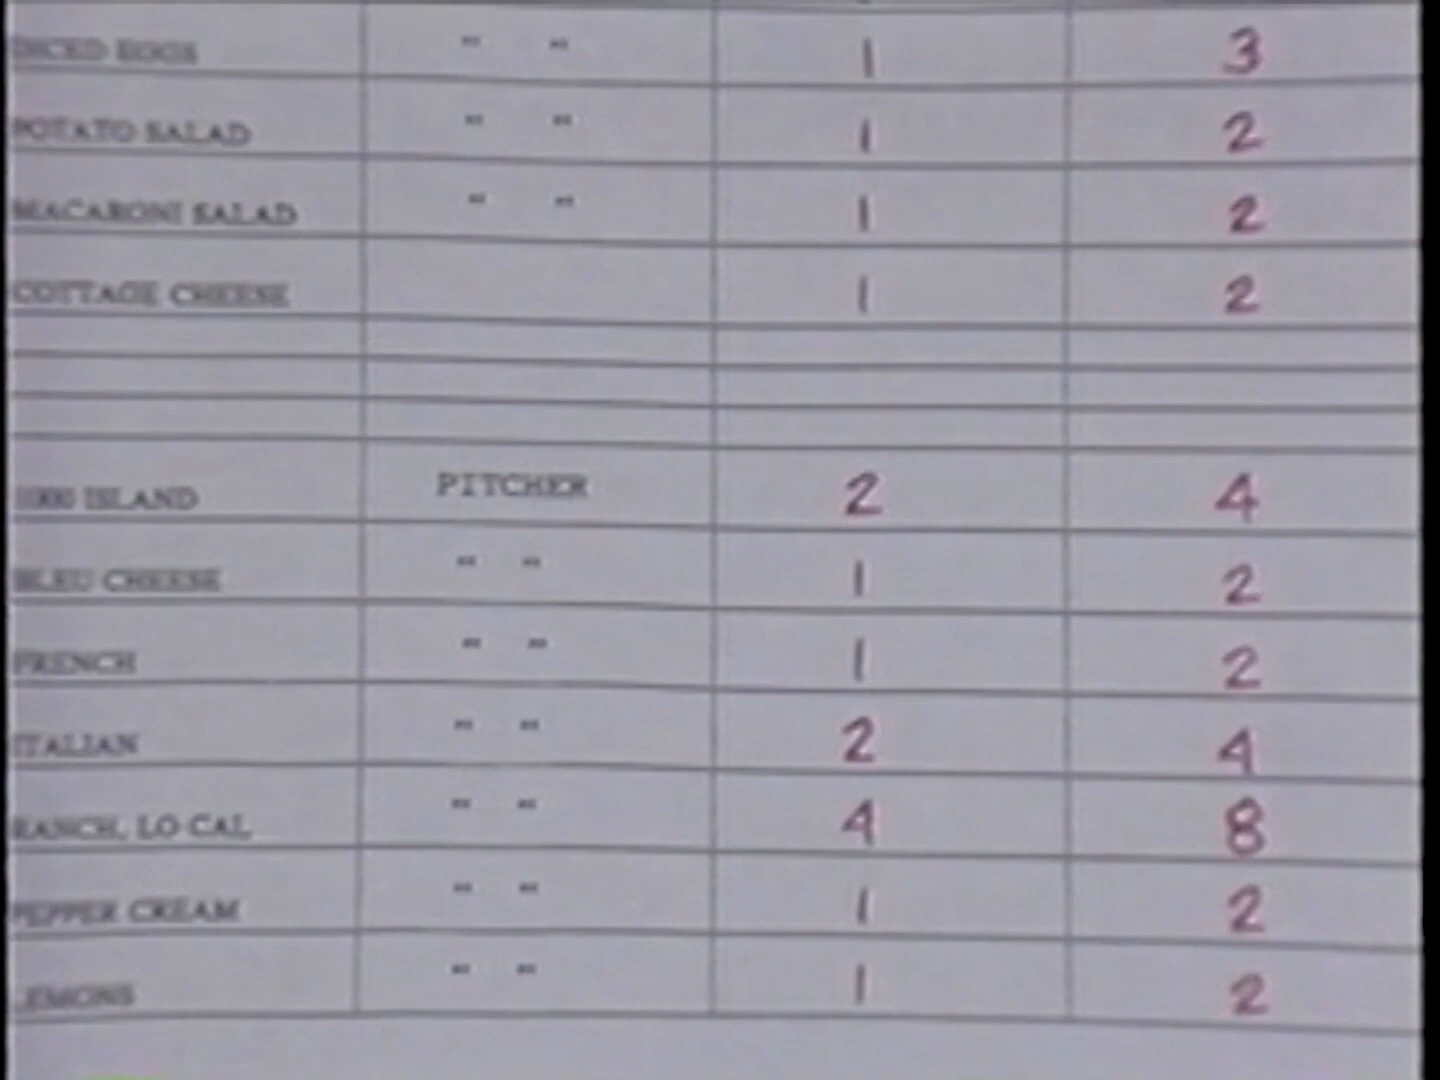 DICED EGGS " " 1 3
POTATO SALAD " " 1 2
MACARONI SALAD " " 1 2
COTTAGE CHEESE 1 2
1000 ISLAND PITCHER 2 4
BLEU CHEESE " " 1 2
FRENCH " " 1 2
ITALIAN " " 2 4
RANCH, LO CAL " " 4 8
PEPPER CREAM " " 1 2
LEMONS " " 1 2